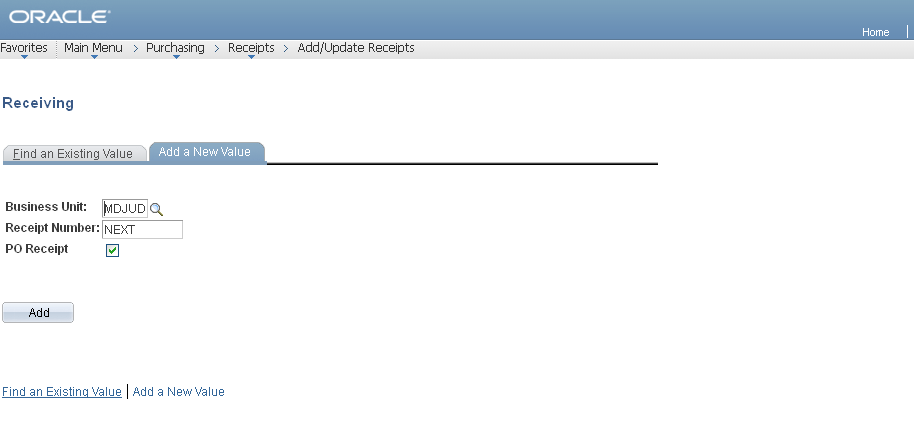 ORACLE
Home
Favorites Main Menu > Purchasing > Receipts > Add/Update Receipts
Receiving
Find an Existing Value Add a New Value
Business Unit: MDJUD
Receipt Number: NEXT
PO Receipt
Add
Find an Existing Value | Add a New Value